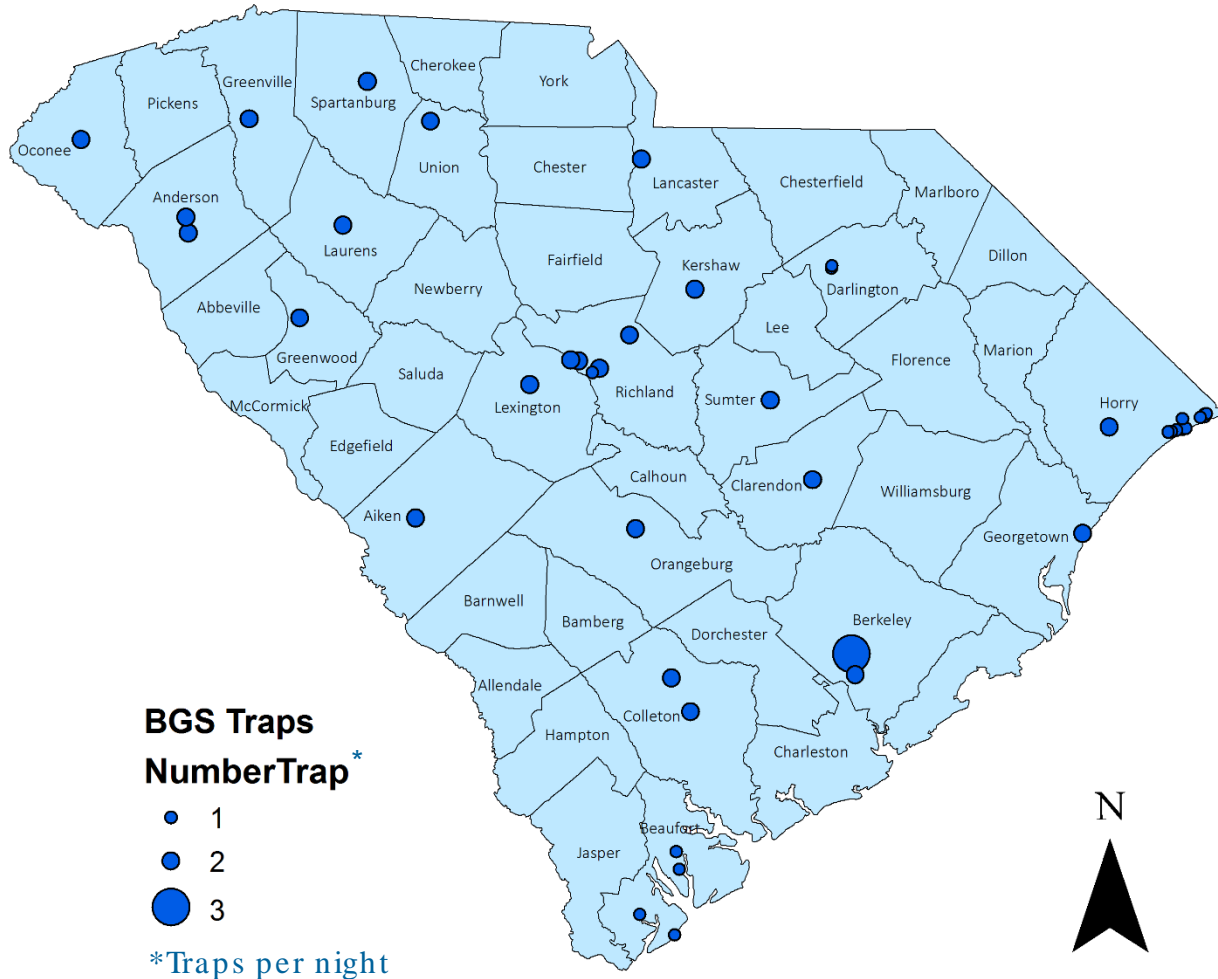 Cherokee
Greenville
York
Spartanburg
Pickens
Oconee
Union
Chester
Lancaster
Chesterfield
Marlboro
Anderson
Laurens
Fairfield
Kershaw
Dillon
Newberry
Darlington
Abbeville
Lee
Greenwood
Florence
Marion
Saluda
Richland
McCormick
Lexington
Sumter
Horry
Edgefield
Calhoun
Clarendon
Williamsburg
Aiken
Georgetown
Orangeburg
Barnwell
Bamberg
Dorchester
Berkeley
Allendale
Colleton
Hampton
Charleston
Beaufort
Jasper
BGS Traps
NumberTrap*
1
2
3
*Traps per night
N